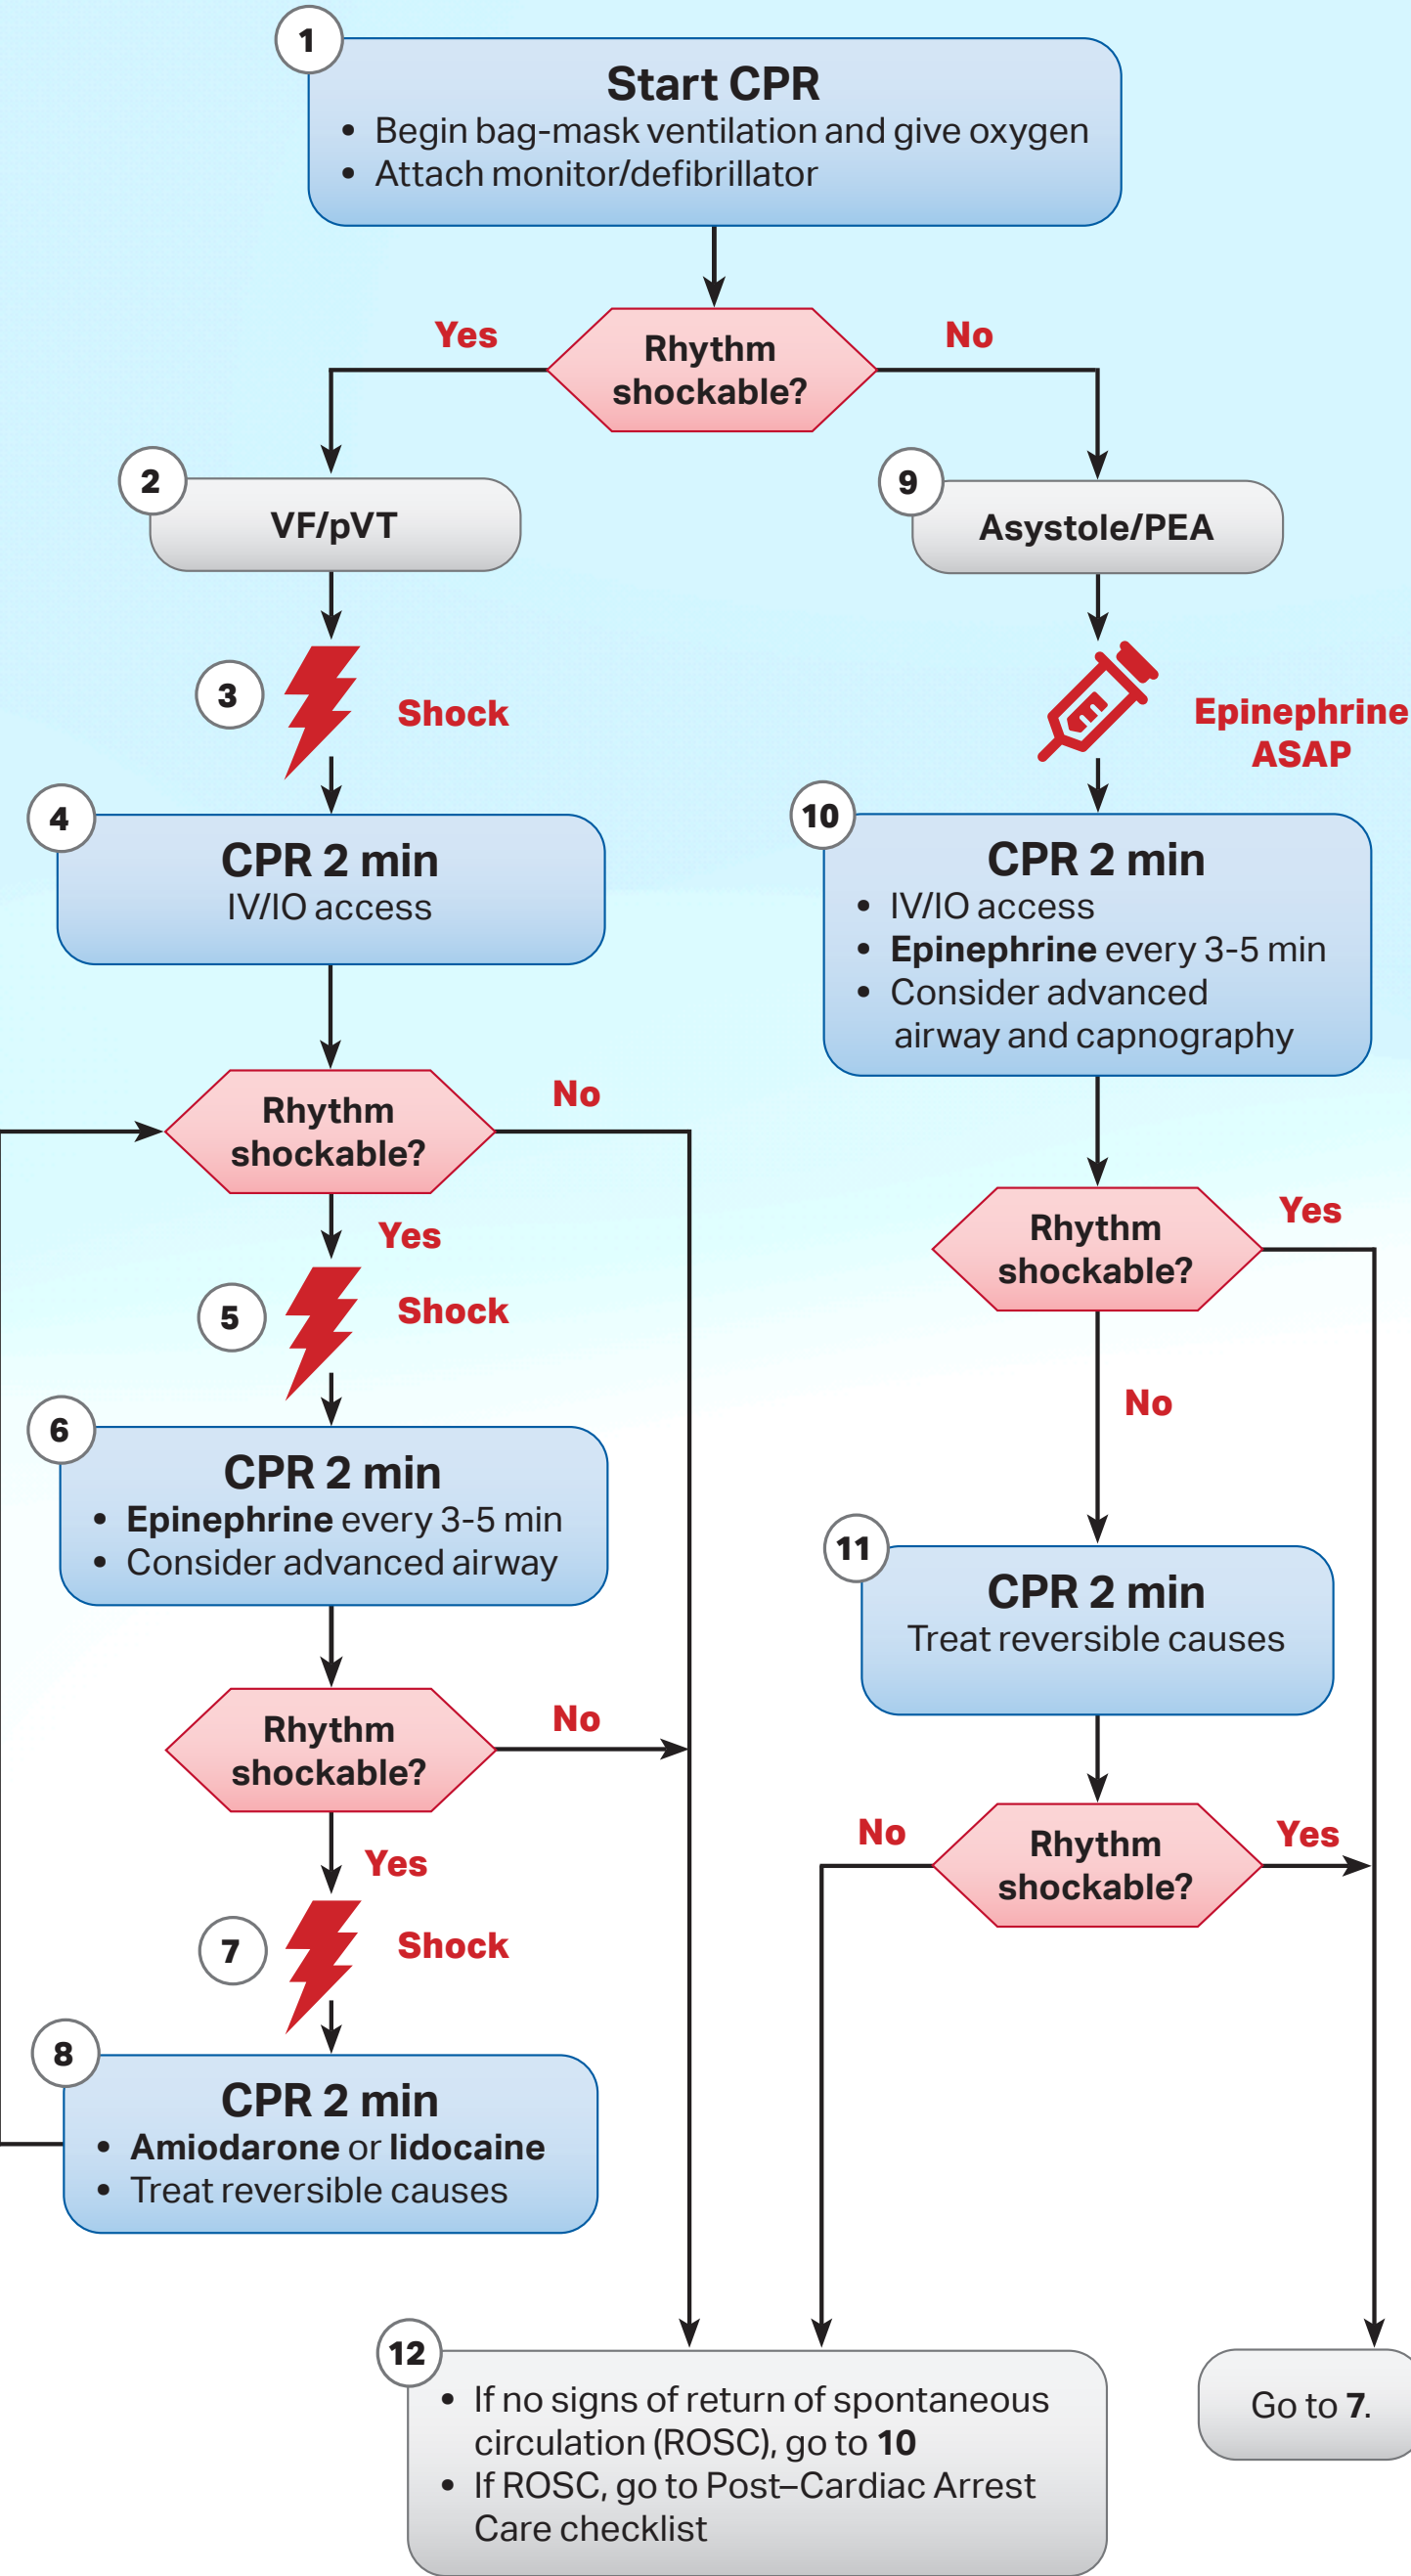 1
Start CPR
• Begin bag-mask ventilation and give oxygen
• Attach monitor/defibrillator
Rhythm
shockable?
Yes
No
2
VF/pVT
3
Shock
4
CPR 2 min
IV/IO access
Rhythm
shockable?
No
Yes
5
Shock
6
CPR 2 min
• Epinephrine every 3-5 min
• Consider advanced airway
Rhythm
shockable?
No
Yes
7
Shock
8
CPR 2 min
• Amiodarone or lidocaine
• Treat reversible causes
9
Asystole/PEA
E
Epinephrine
ASAP
10
CPR 2 min
• IV/IO access
• Epinephrine every 3-5 min
• Consider advanced
airway and capnography
Rhythm
shockable?
Yes
No
11
CPR 2 min
Treat reversible causes
Rhythm
shockable?
No
Yes
12
• If no signs of return of spontaneous
circulation (ROSC), go to 10
• If ROSC, go to Post–Cardiac Arrest
Care checklist
Go to 7.